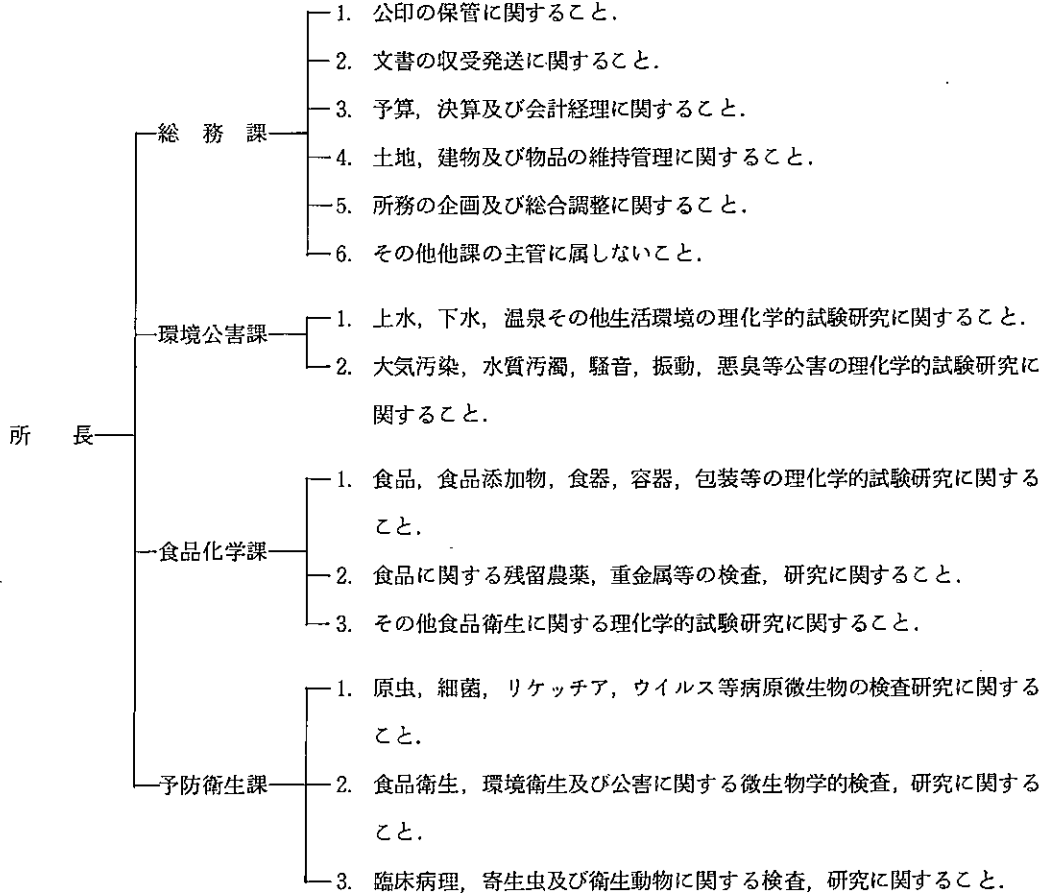 所　長
総　務　課
1. 公印の保管に関すること．
2. 文書の収受発送に関すること．
3. 予算，決算及び会計経理に関すること．
4. 土地，建物及び物品の維持管理に関すること．
5. 所務の企画及び総合調整に関すること．
6. その他他課の主管に属しないこと．
環境公害課
1. 上水，下水，温泉その他生活環境の理化学的試験研究に関すること．
2. 大気汚染，水質汚濁，騒音，振動，悪臭等公害の理化学的試験研究に
関すること．
食品化学課
1. 食品，食品添加物，食器，容器，包装等の理化学的試験研究に関する
こと．
2. 食品に関する残留農薬，重金属等の検査，研究に関すること．
3. その他食品衛生に関する理化学的試験研究に関すること．
予防衛生課
1. 原虫，細菌，リケッチア，ウイルス等病原微生物の検査研究に関する
こと．
2. 食品衛生，環境衛生及び公害に関する微生物学的検査，研究に関する
こと．
3. 臨床病理，寄生虫及び衛生動物に関する検査，研究に関すること．